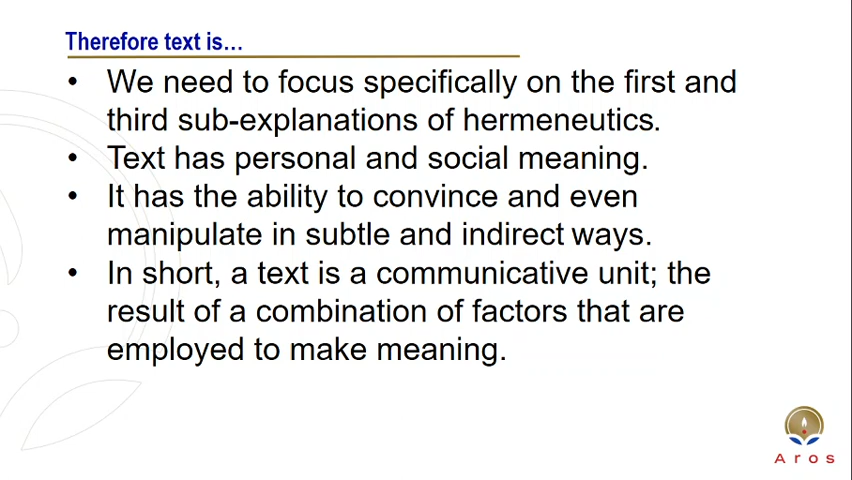 Therefore text is…
• We need to focus specifically on the first and
third sub-explanations of hermeneutics.
• Text has personal and social meaning.
• It has the ability to convince and even
manipulate in subtle and indirect ways.
• In short, a text is a communicative unit; the
result of a combination of factors that are
employed to make meaning.
Aros